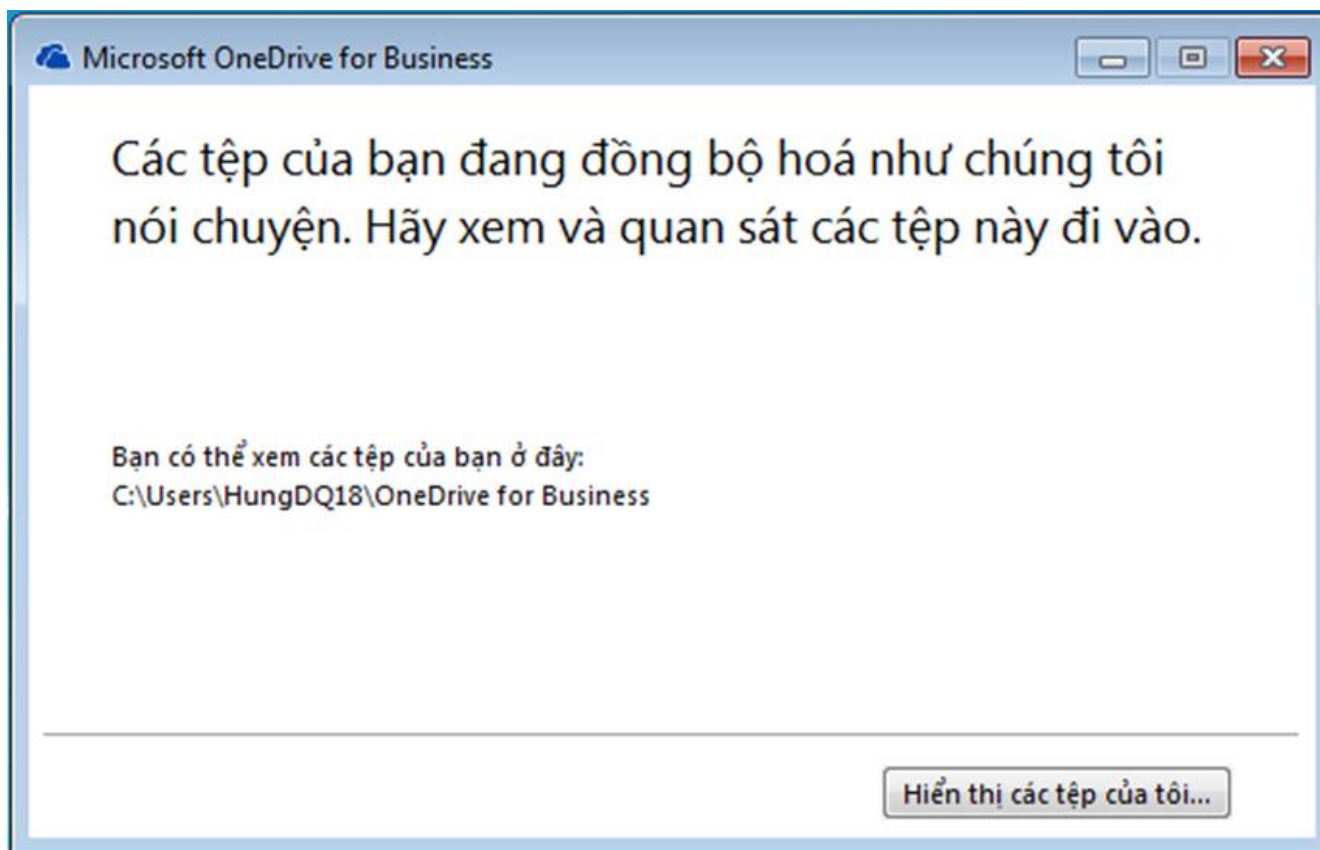 Microsoft OneDrive for Business
Các tệp của bạn đang đồng bộ hoá như chúng tôi
nói chuyện. Hãy xem và quan sát các tệp này đi vào.
Bạn có thể xem các tệp của bạn ở đây:
C:\Users\HungDQ18\OneDrive for Business
Hiển thị các tệp của tôi...